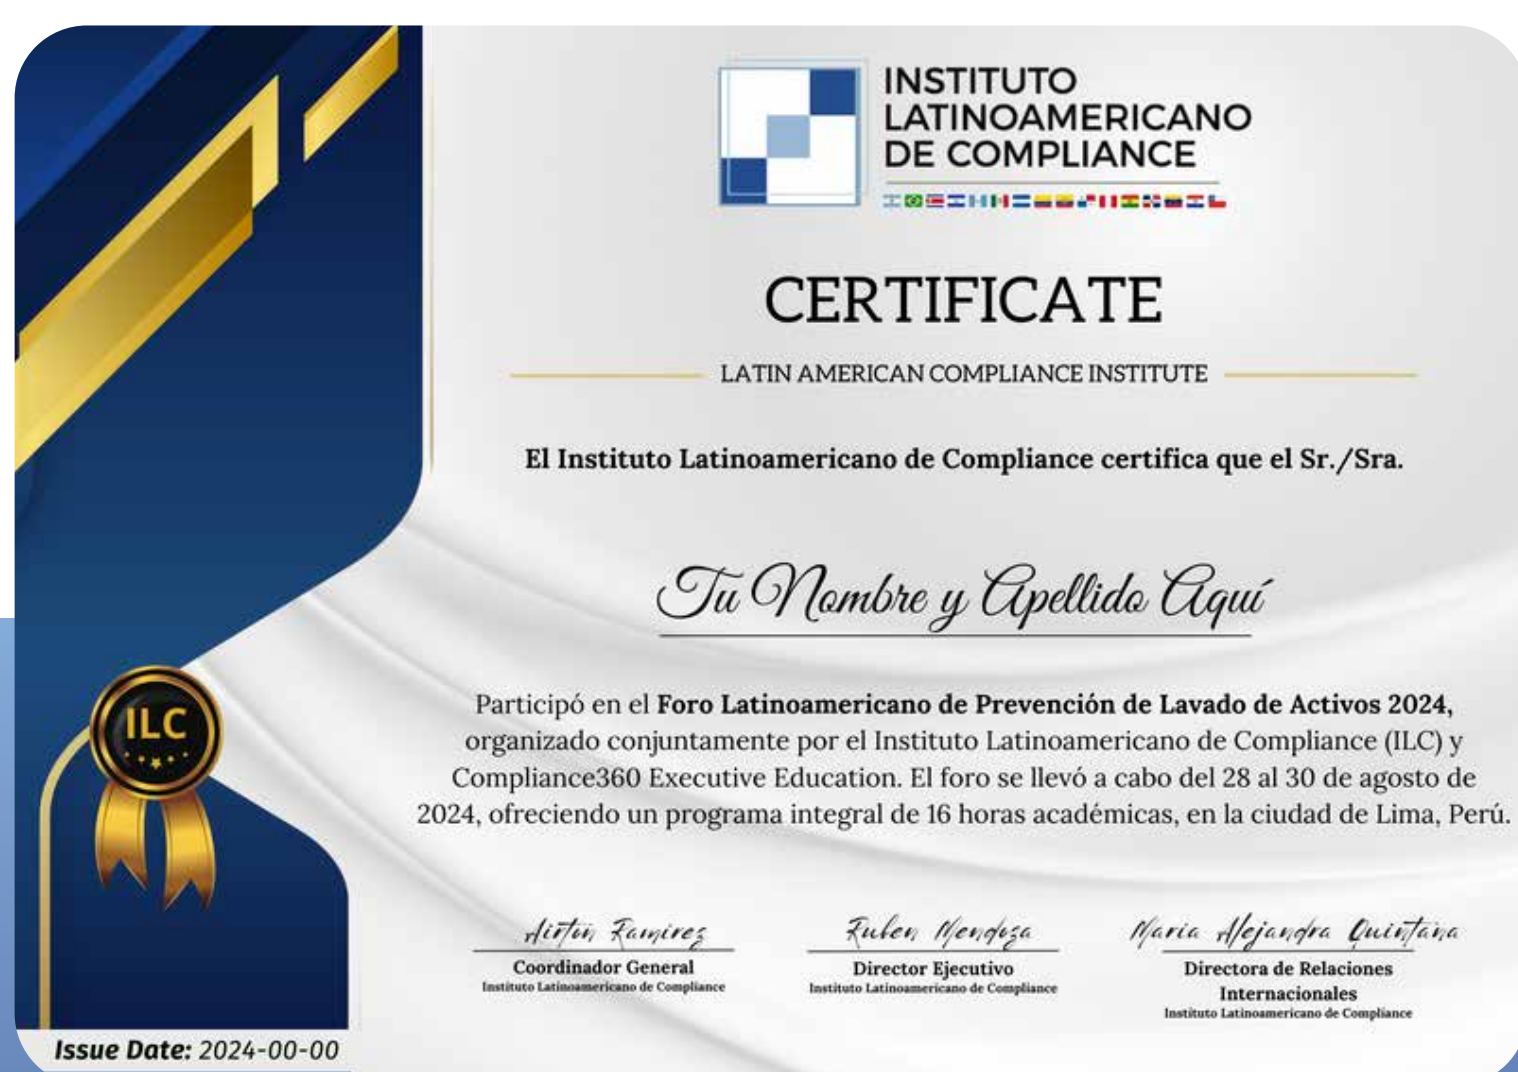 INSTITUTO
LATINOAMERICANO
DE COMPLIANCE
CERTIFICATE
LATIN AMERICAN COMPLIANCE INSTITUTE
El Instituto Latinoamericano de Compliance certifica que el Sr./Sra.
Tu Nombre y Apellido Aquí
Participó en el Foro Latinoamericano de Prevención de Lavado de Activos 2024,
organizado conjuntamente por el Instituto Latinoamericano de Compliance (ILC) y
Compliance360 Executive Education. El foro se llevó a cabo del 28 al 30 de agosto de
2024, ofreciendo un programa integral de 16 horas académicas, en la ciudad de Lima, Perú.
ILC
Airton Ramirez
Coordinador General
Instituto Latinoamericano de Compliance
Ruben Mendoza
Director Ejecutivo
Instituto Latinoamericano de Compliance
Maria Alejandra Quintana
Directora de Relaciones
Internacionales
Instituto Latinoamericano de Compliance
Issue Date: 2024-00-00